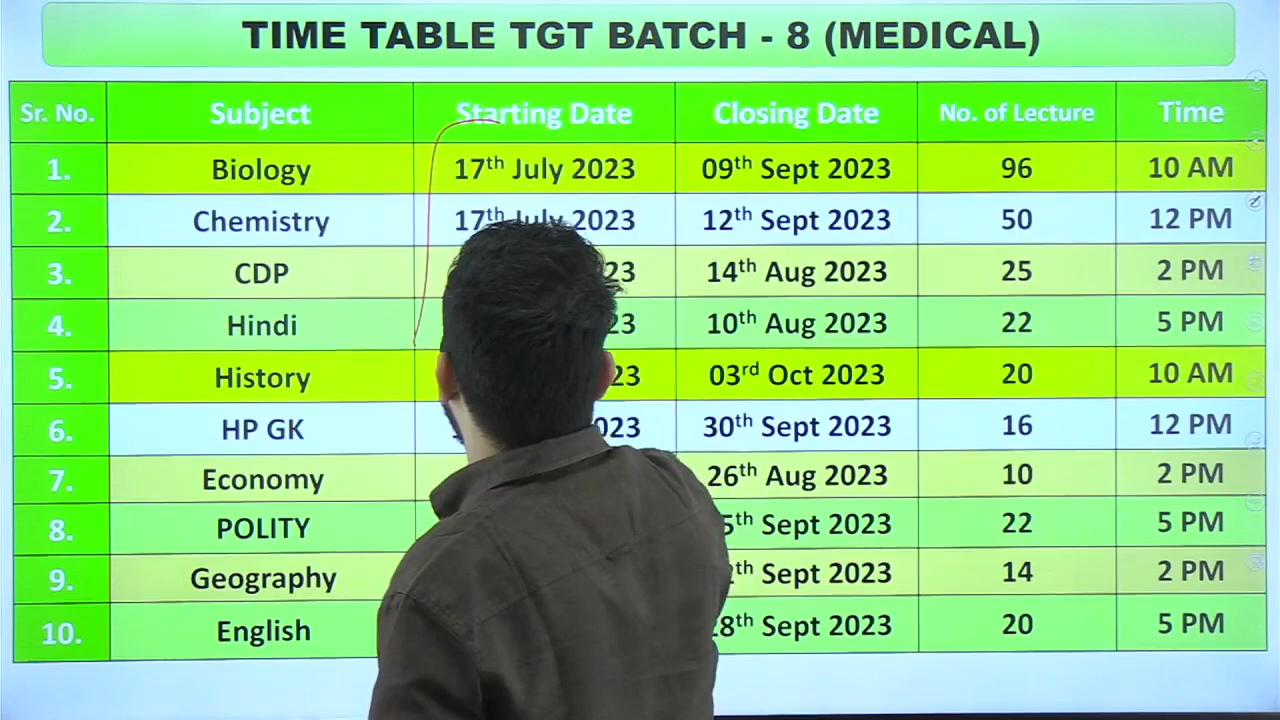 TIME TABLE TGT BATCH - 8 (MEDICAL)
Sr. No. Subject Starting Date Closing Date No. of Lecture Time
1. Biology 17th July 2023 09th Sept 2023 96 10 AM
2. Chemistry 17th July 2023 12th Sept 2023 50 12 PM
3. CDP 23 14th Aug 2023 25 2 PM
4. Hindi 23 10th Aug 2023 22 5 PM
5. History 23 03rd Oct 2023 20 10 AM
6. HP GK 023 30th Sept 2023 16 12 PM
7. Economy 26th Aug 2023 10 2 PM
8. POLITY 5th Sept 2023 22 5 PM
9. Geography th Sept 2023 14 2 PM
10. English 8th Sept 2023 20 5 PM